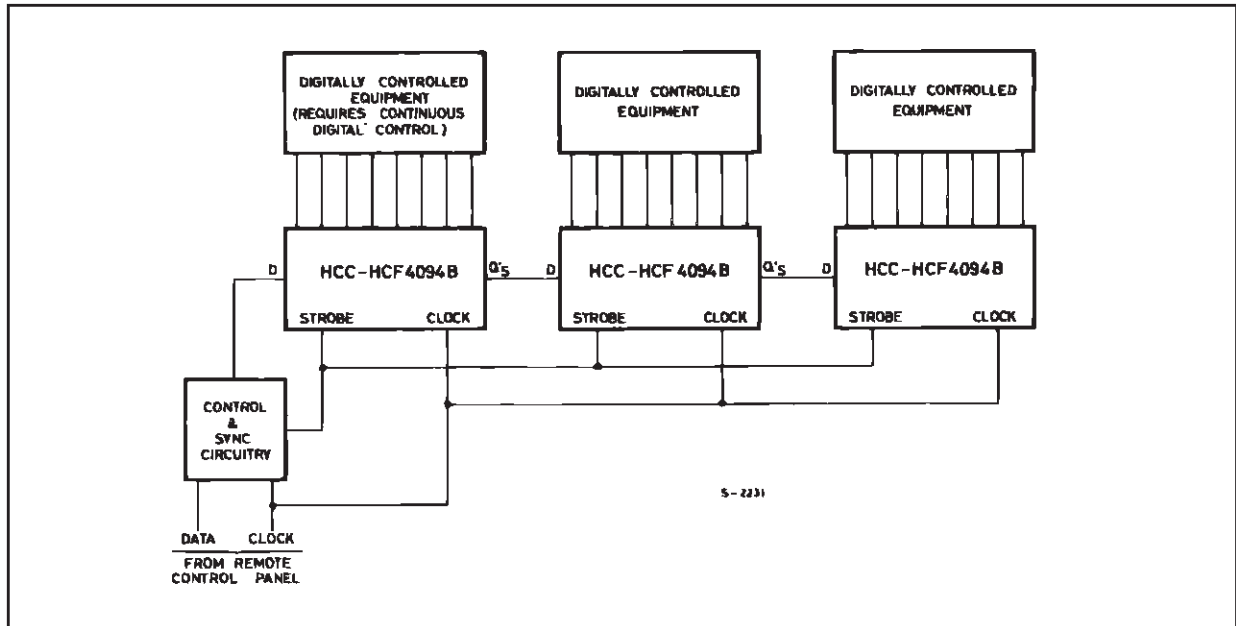 DIGITALLY CONTROLLED
EQUIPMENT
(REQUIRES CONTINUOUS
DIGITAL CONTROL)
DIGITALLY CONTROLLED
EQUIPMENT
DIGITALLY CONTROLLED
EQUIPMENT
D
HCC-HCF4094B
Q'S
STROBE
CLOCK
D
HCC-HCF4094B
Q'S
STROBE
CLOCK
D
HCC-HCF4094B
STROBE
CLOCK
CONTROL
&
SYNC
CIRCUITRY
S-2231
DATA
CLOCK
FROM REMOTE
CONTROL PANEL